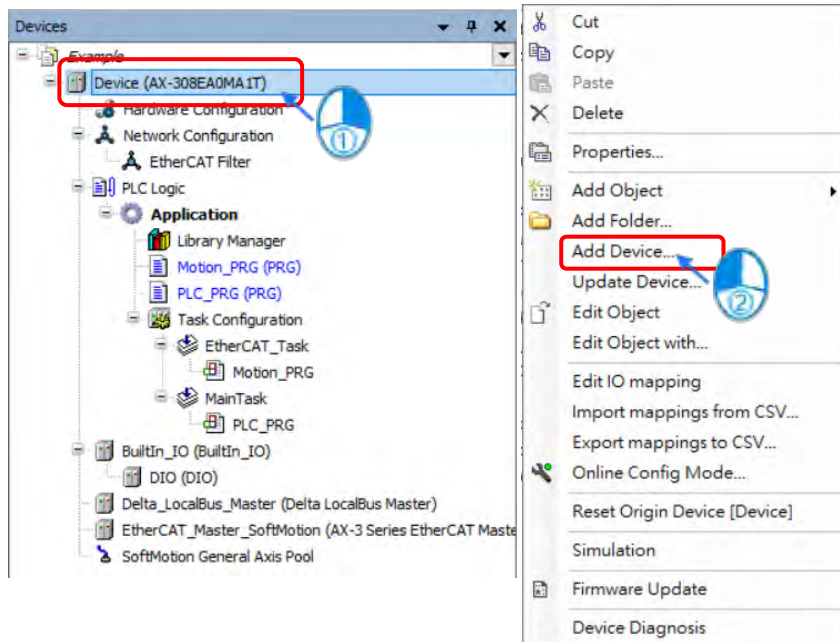 Devices
Example
Device (AX-308EA0MA1T)
Hardware Configuration
Network Configuration
EtherCAT Filter
PLC Logic
Application
Library Manager
Motion_PRG (PRG)
PLC_PRG (PRG)
Task Configuration
EtherCAT_Task
Motion_PRG
MainTask
PLC_PRG
BuiltIn_IO (BuiltIn_IO)
DIO (DIO)
Delta_LocalBus_Master (Delta LocalBus Master)
EtherCAT_Master_SoftMotion (AX-3 Series EtherCAT Maste
SoftMotion General Axis Pool
①
Cut
Copy
Paste
Delete
Properties...
Add Object
Add Folder...
Add Device...
Update Device...
②
Edit Object
Edit Object with...
Edit IO mapping
Import mappings from CSV...
Export mappings to CSV...
Online Config Mode...
Reset Origin Device [Device]
Simulation
Firmware Update
Device Diagnosis